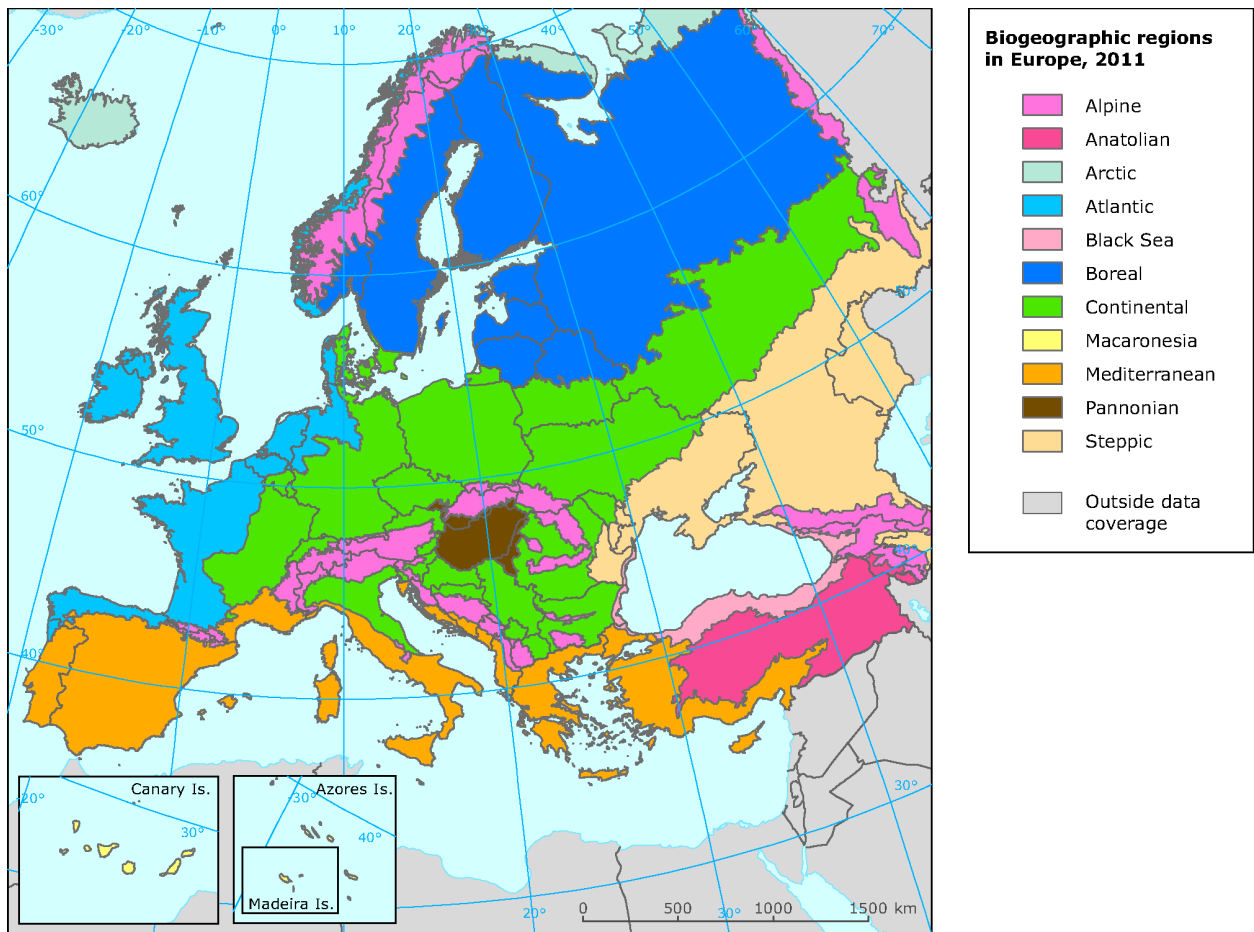 -30°
-20°
-10°
0°
10°
20°
30°
40°
50°
60°
70°
60°
50°
40°
50°
40°
30°
20°
30°
Canary Is.
-20°
30°
Azores Is.
-30°
40°
Madeira Is.
0 500 1000 1500 km
Biogeographic regions
in Europe, 2011
Alpine
Anatolian
Arctic
Atlantic
Black Sea
Boreal
Continental
Macaronesia
Mediterranean
Pannonian
Steppic
Outside data
coverage